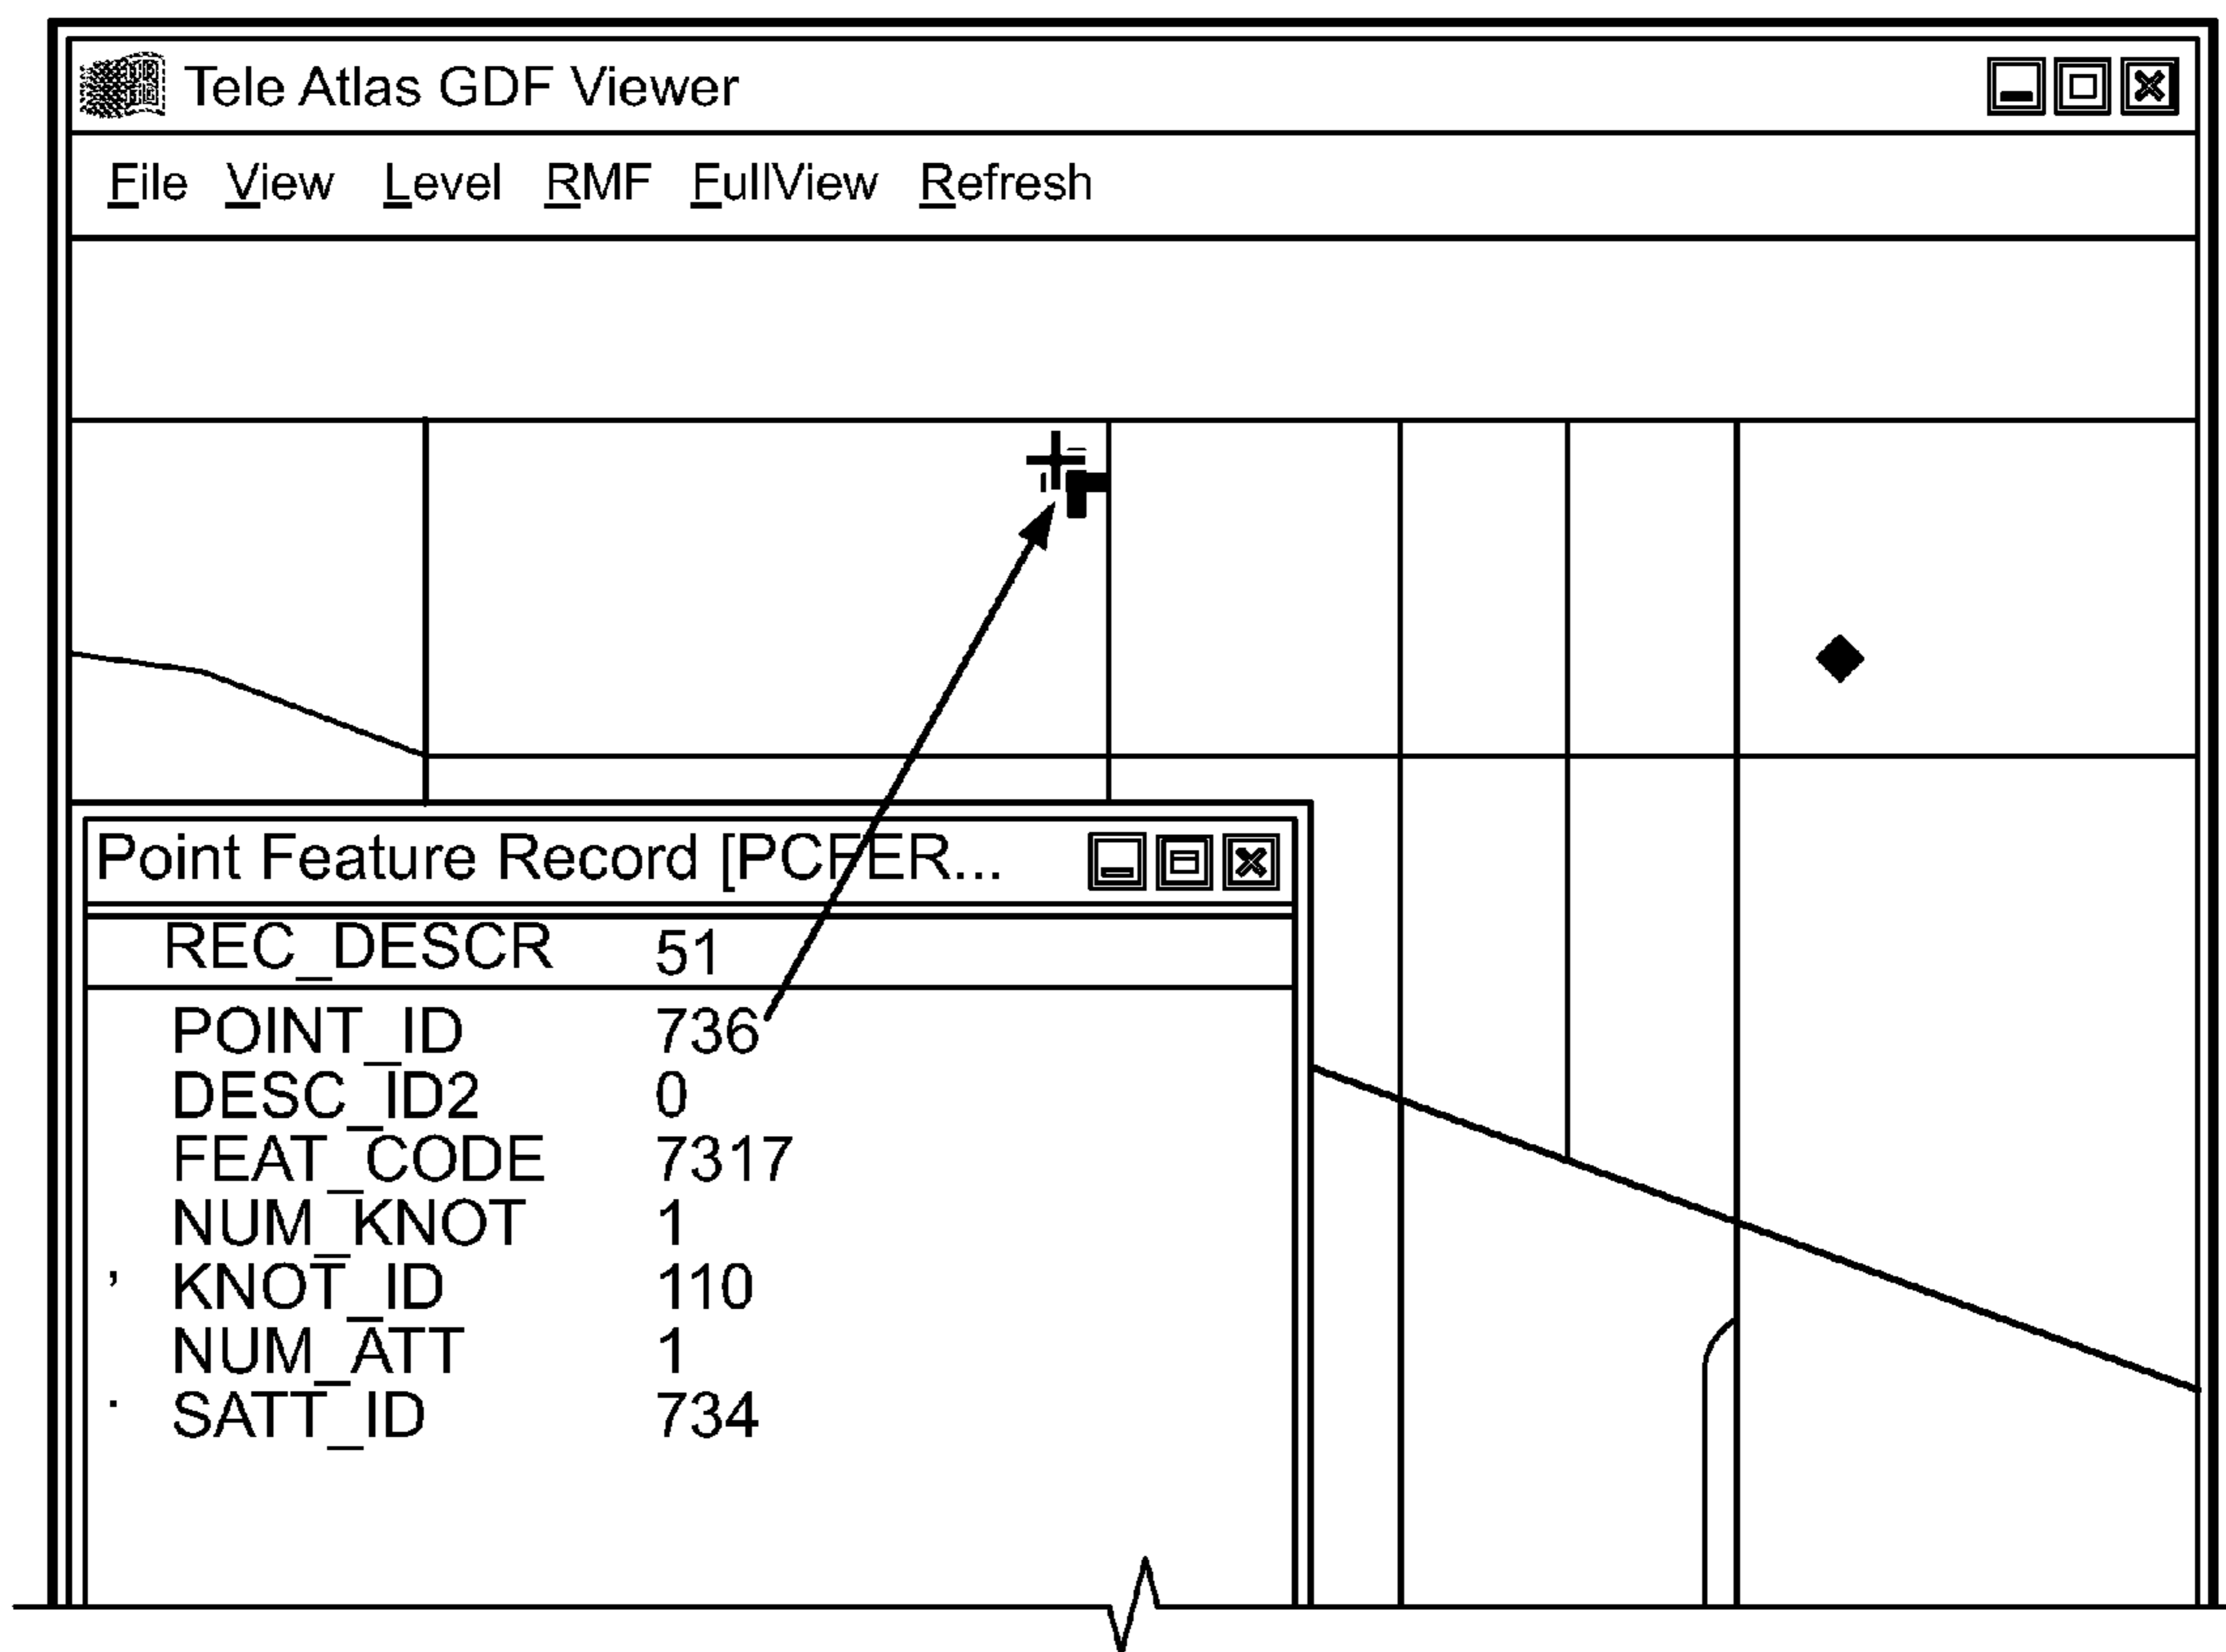 Tele Atlas GDF Viewer
File View Level RMF FullView Refresh
Point Feature Record [PCFER...
REC_DESCR 51
POINT_ID 736
DESC_ID2 0
FEAT_CODE 7317
NUM_KNOT 1
, KNOT_ID 110
NUM_ATT 1
. SATT_ID 734